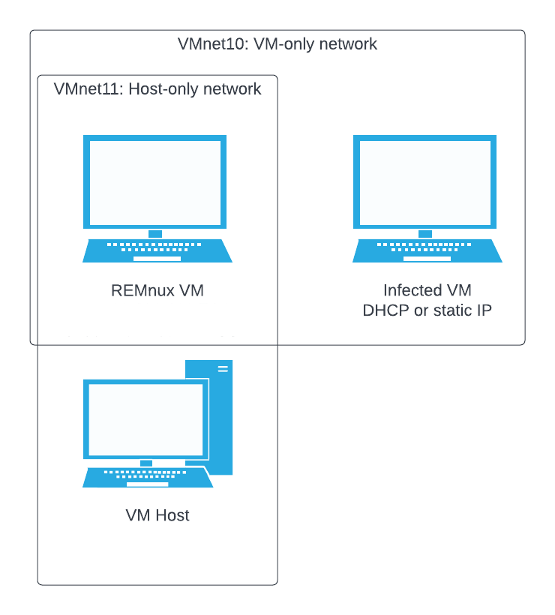 VMnet10: VM-only network
VMnet11: Host-only network
REMnux VM
Infected VM
DHCP or static IP
VM Host